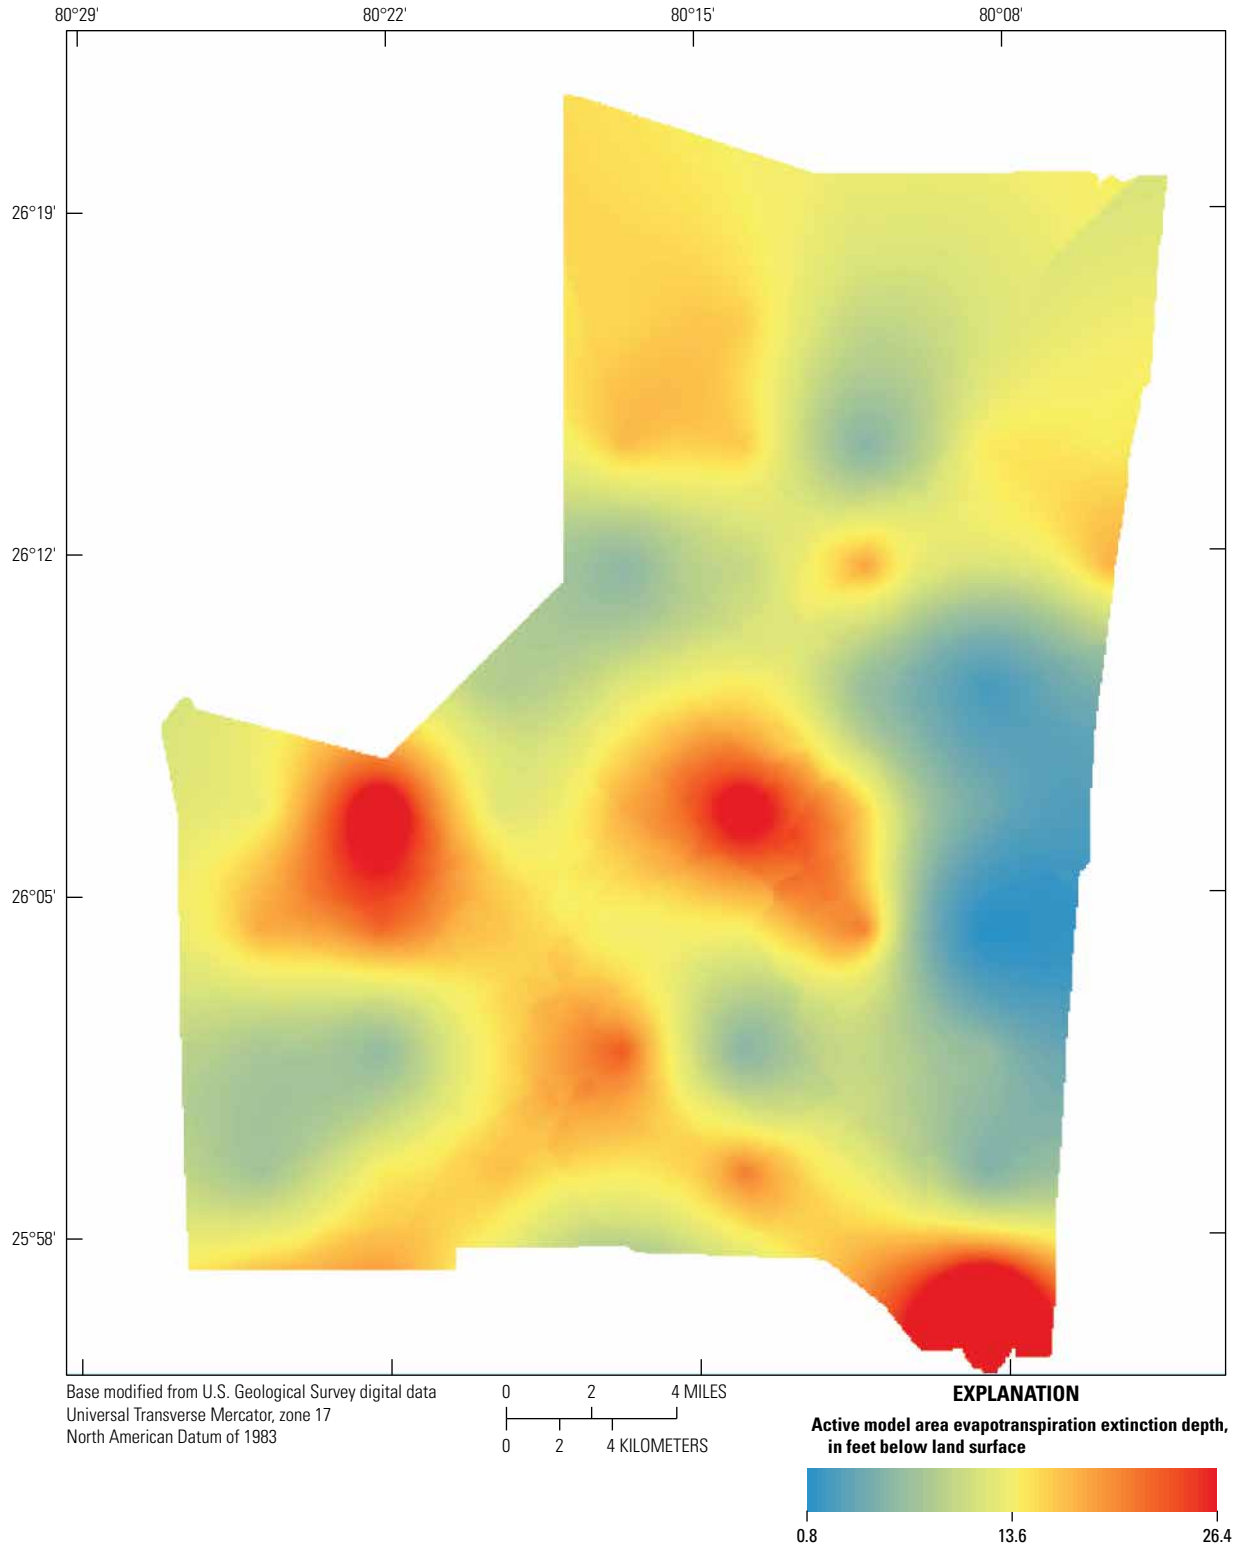 80°29' 80°22' 80°15' 80°08'
26°19'
26°12'
26°05'
25°58'
Base modified from U.S. Geological Survey digital data
Universal Transverse Mercator, zone 17
North American Datum of 1983
0 2 4 MILES
0 2 4 KILOMETERS
EXPLANATION
Active model area evapotranspiration extinction depth,
in feet below land surface
0.8 13.6 26.4